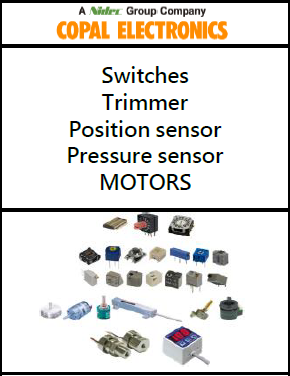 A Nidec Group Company
COPAL ELECTRONICS
Switches
Trimmer
Position sensor
Pressure sensor
MOTORS